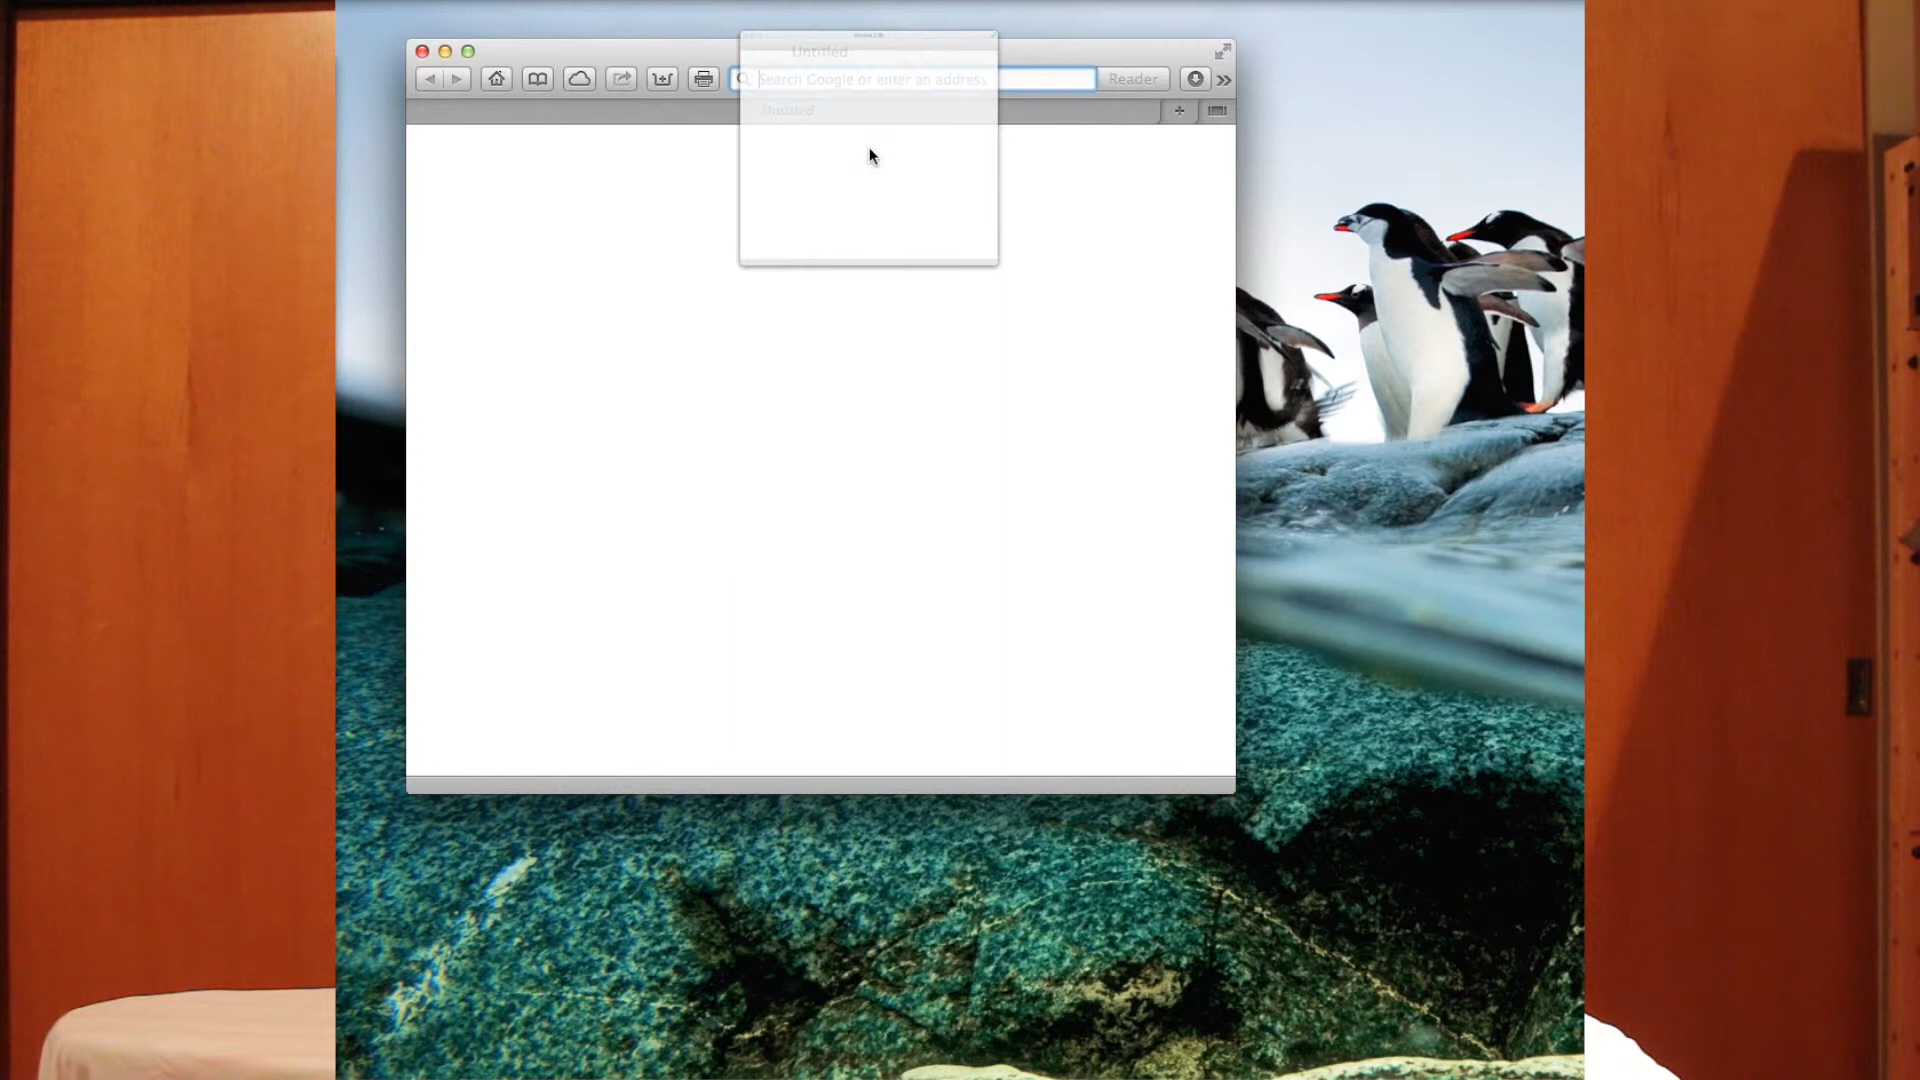 Untitled
Search Google or enter an address
Reader
Untitled